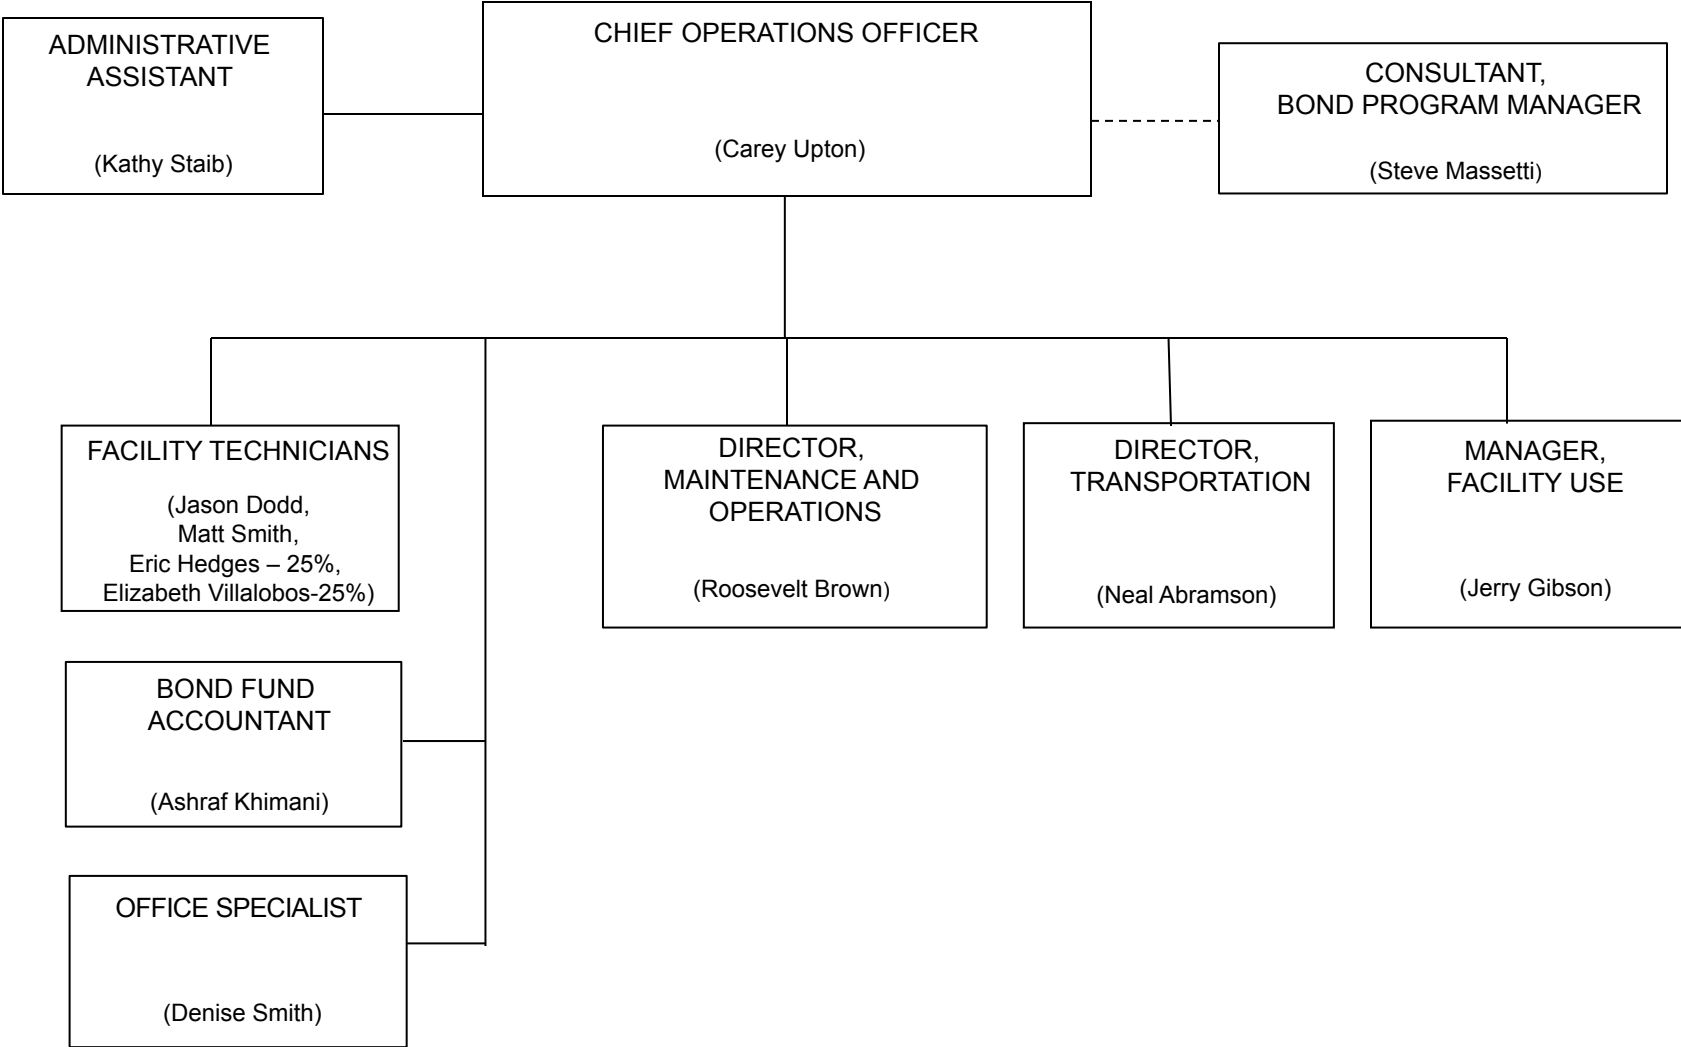 ADMINISTRATIVE
ASSISTANT
(Kathy Staib)
CHIEF OPERATIONS OFFICER
(Carey Upton)
CONSULTANT,
BOND PROGRAM MANAGER
(Steve Massetti)
FACILITY TECHNICIANS
(Jason Dodd,
Matt Smith,
Eric Hedges – 25%,
Elizabeth Villalobos-25%)
DIRECTOR,
MAINTENANCE AND
OPERATIONS
(Roosevelt Brown)
DIRECTOR,
TRANSPORTATION
(Neal Abramson)
MANAGER,
FACILITY USE
(Jerry Gibson)
BOND FUND
ACCOUNTANT
(Ashraf Khimani)
OFFICE SPECIALIST
(Denise Smith)